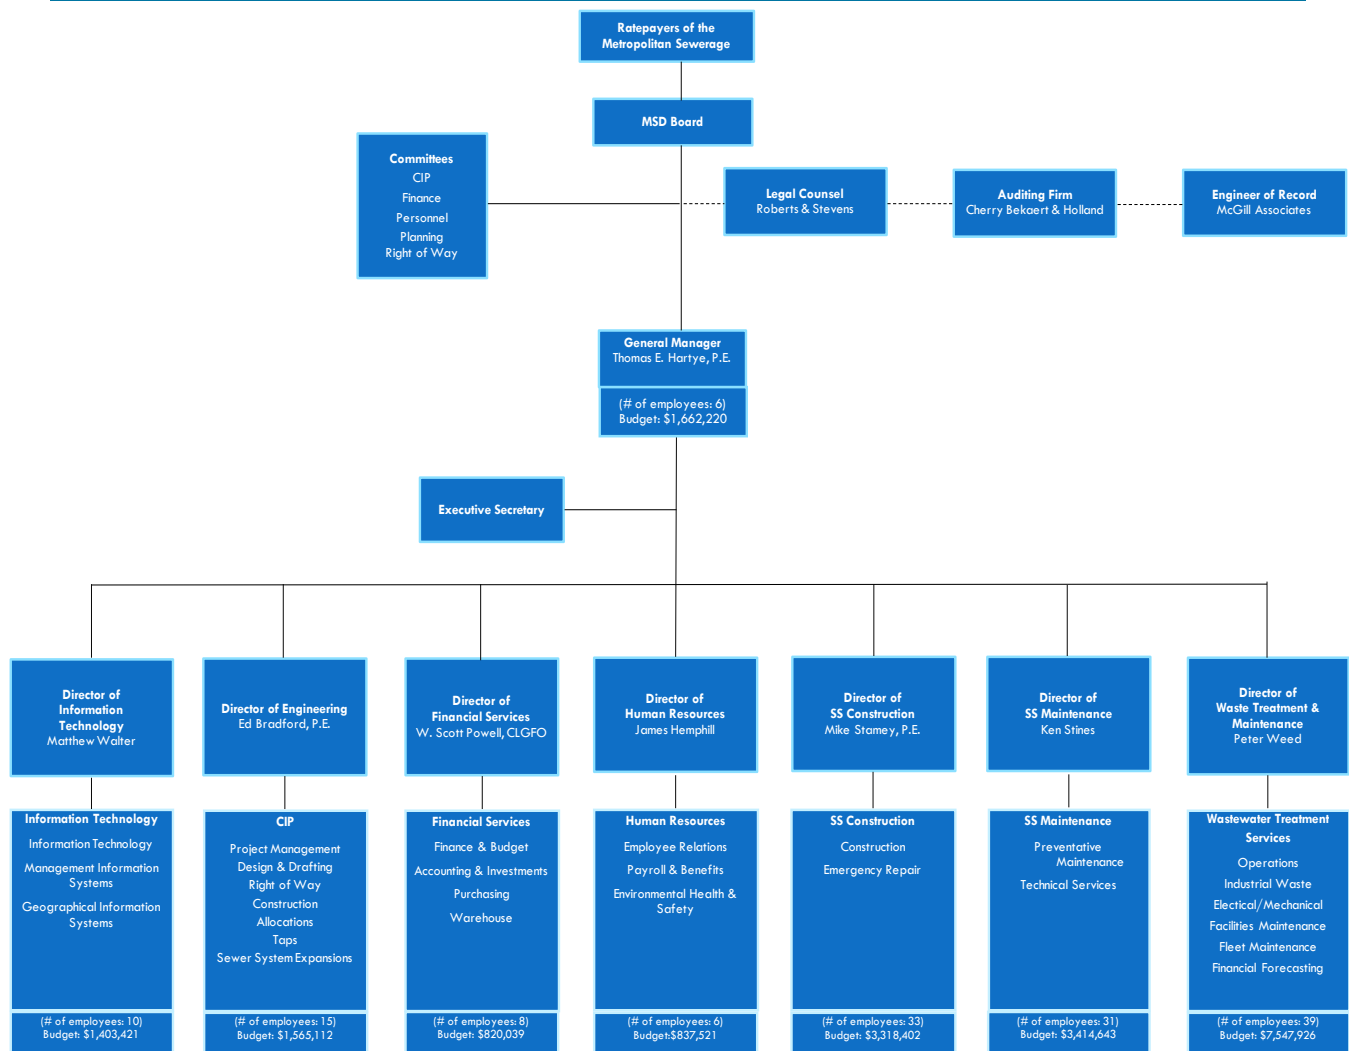 Ratepayers of the
Metropolitan Sewerage
MSD Board
Committees
CIP
Finance
Personnel
Planning
Right of Way
Legal Counsel
Roberts & Stevens
Auditing Firm
Cherry Bekaert & Holland
Engineer of Record
McGill Associates
General Manager
Thomas E. Hartye, P.E.
(# of employees: 6)
Budget: $1,662,220
Executive Secretary
Director of
Information
Technology
Matthew Walter
Director of Engineering
Ed Bradford, P.E.
Director of
Financial Services
W. Scott Powell, CLGFO
Director of
Human Resources
James Hemphill
Director of
SS Construction
Mike Stamey, P.E.
Director of
SS Maintenance
Ken Stines
Director of
Waste Treatment &
Maintenance
Peter Weed
Information Technology
Information Technology
Management Information
Systems
Geographical Information
Systems
(# of employees: 10)
Budget: $1,403,421
CIP
Project Management
Design & Drafting
Right of Way
Construction
Allocations
Taps
Sewer System Expansions
(# of employees: 15)
Budget: $1,565,112
Financial Services
Finance & Budget
Accounting & Investments
Purchasing
Warehouse
(# of employees: 8)
Budget: $820,039
Human Resources
Employee Relations
Payroll & Benefits
Environmental Health &
Safety
(# of employees: 6)
Budget:$837,521
SS Construction
Construction
Emergency Repair
(# of employees: 33)
Budget: $3,318,402
SS Maintenance
Preventative
Maintenance
Technical Services
(# of employees: 31)
Budget: $3,414,643
Wastewater Treatment
Services
Operations
Industrial Waste
Electical/Mechanical
Facilities Maintenance
Fleet Maintenance
Financial Forecasting
(# of employees: 39)
Budget: $7,547,926